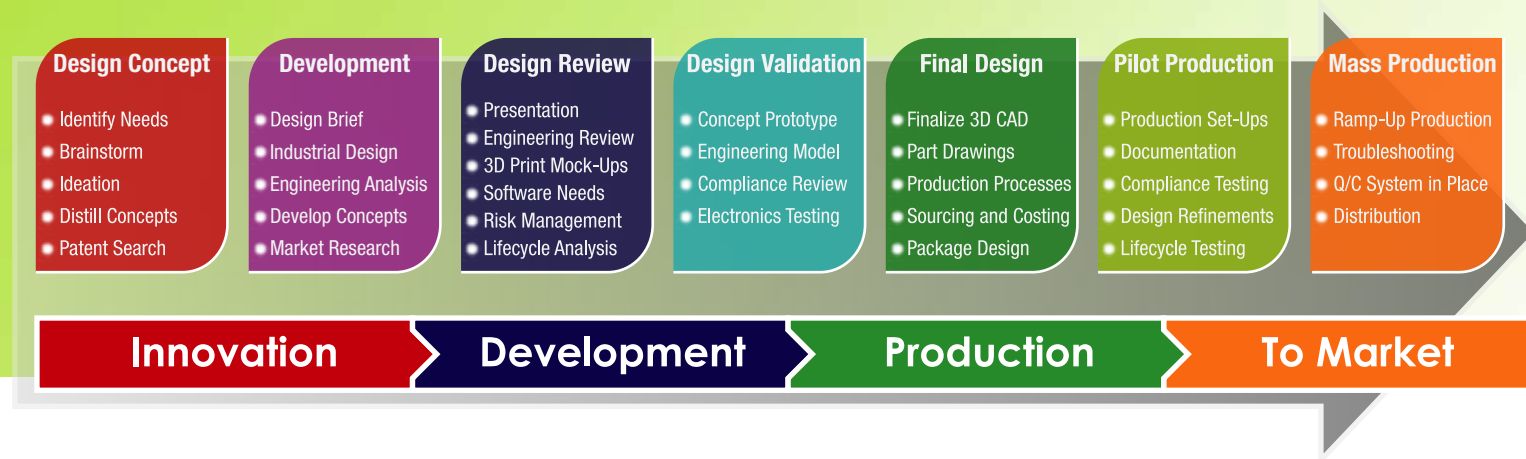 Design Concept
Identify Needs
Brainstorm
Ideation
Distill Concepts
Patent Search
Development
Design Brief
Industrial Design
Engineering Analysis
Develop Concepts
Market Research
Design Review
Presentation
Engineering Review
3D Print Mock-Ups
Software Needs
Risk Management
Lifecycle Analysis
Design Validation
Concept Prototype
Engineering Model
Compliance Review
Electronics Testing
Final Design
Finalize 3D CAD
Part Drawings
Production Processes
Sourcing and Costing
Package Design
Pilot Production
Production Set-Ups
Documentation
Compliance Testing
Design Refinements
Lifecycle Testing
Mass Production
Ramp-Up Production
Troubleshooting
Q/C System in Place
Distribution
Innovation
Development
Production
To Market